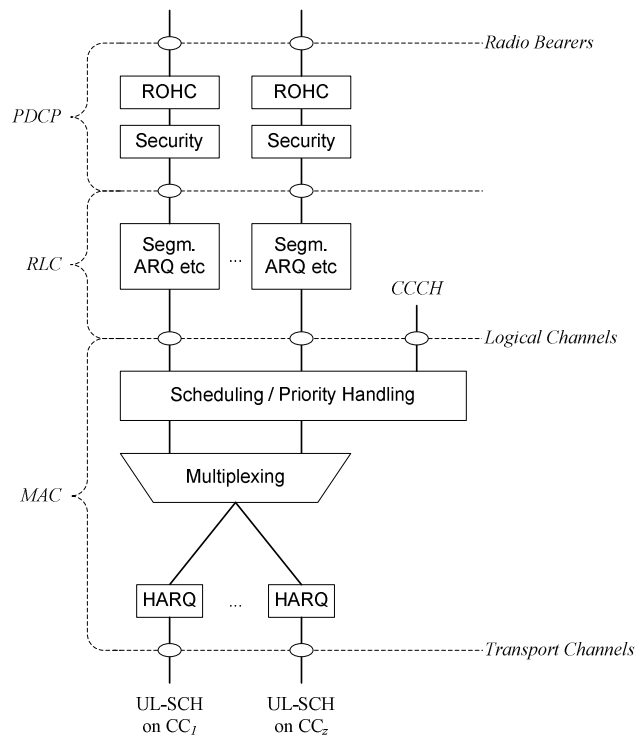 Radio Bearers
ROHC ROHC
PDCP
Security Security
Segm. ARQ etc ... Segm. ARQ etc
RLC
CCCH
Logical Channels
Scheduling / Priority Handling
Multiplexing
MAC
HARQ ... HARQ
Transport Channels
UL-SCH UL-SCH
on CC1 on CCz